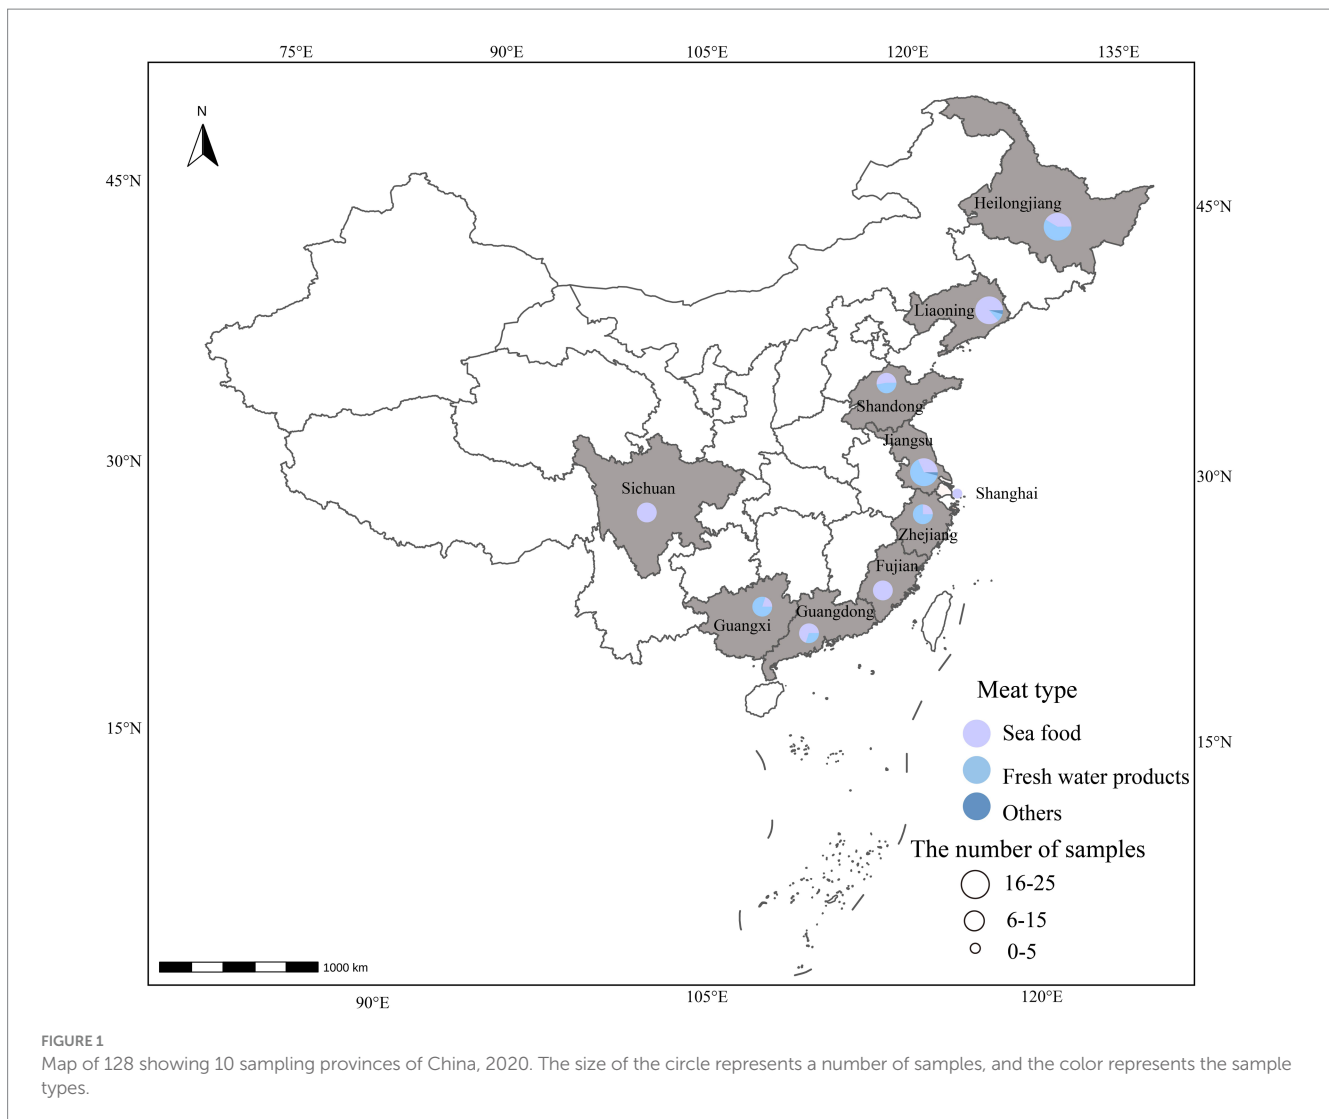 75°E 90°E 105°E 120°E 135°E
N
45°N
45°N
Heilongjiang
Liaoning
Shandong
Jiangsu
30°N
30°N
Sichuan
Shanghai
Zhejiang
Fujian
Guangdong
Guangxi
Meat type
15°N
Sea food
15°N
Fresh water products
Others
The number of samples
16-25
6-15
0-5
1000 km
90°E 105°E 120°E
FIGURE 1
Map of 128 showing 10 sampling provinces of China, 2020. The size of the circle represents a number of samples, and the color represents the sample
types.